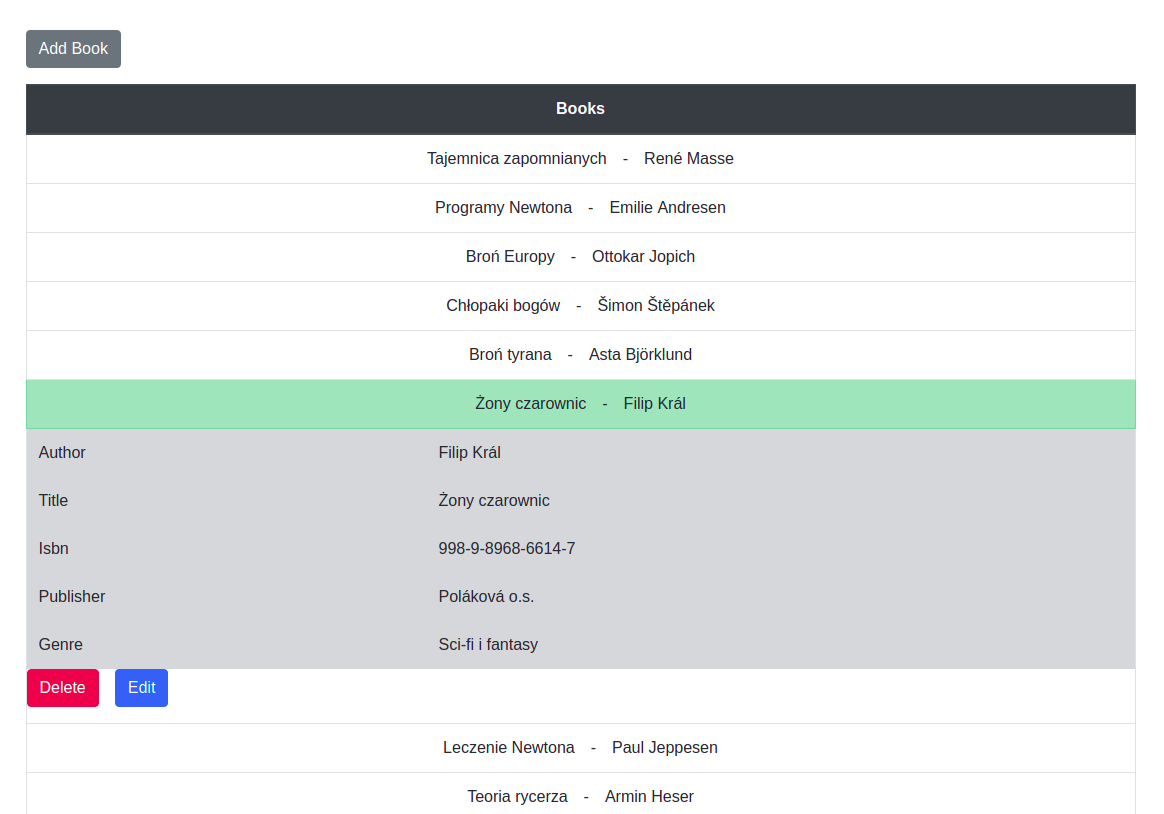 Add Book
Books
Tajemnica zapomnianych - René Masse
Programy Newtona - Emilie Andresen
Broń Europy - Ottokar Jopich
Chłopaki bogów - Šimon Štěpánek
Broń tyrana - Asta Björklund
Żony czarownic - Filip Král
Author Filip Král
Title Żony czarownic
Isbn 998-9-8968-6614-7
Publisher Poláková o.s.
Genre Sci-fi i fantasy
Delete Edit
Leczenie Newtona - Paul Jeppesen
Teoria rycerza - Armin Heser